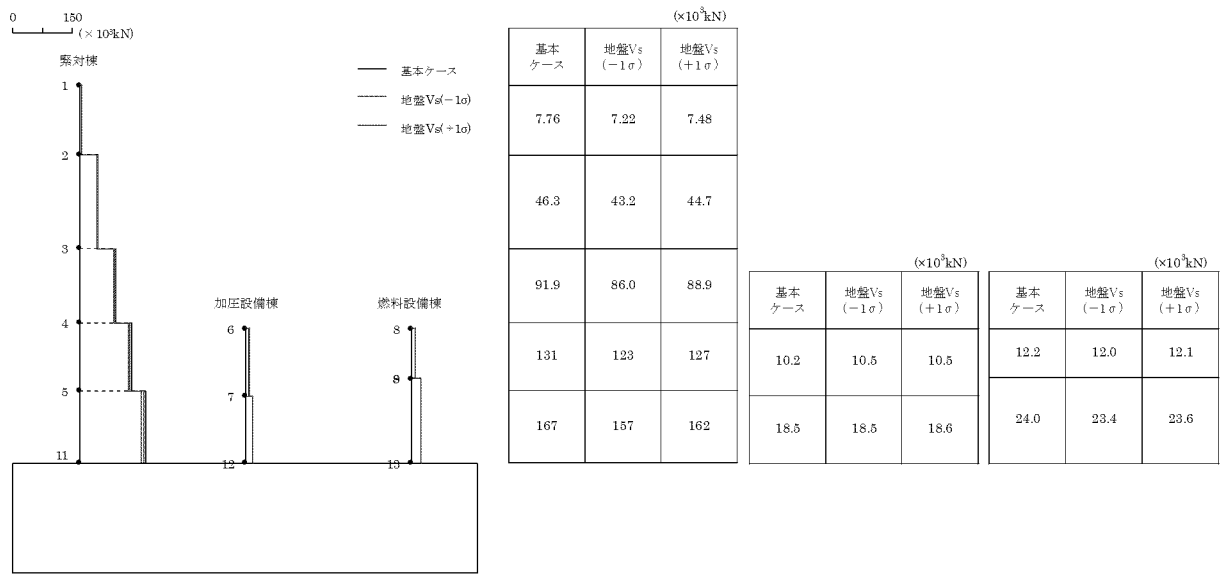 0 150
(×10³kN)
緊対棟
基本ケース
地盤Vs(−1σ)
地盤Vs(+1σ)
1
2
3
4
5
11
加圧設備棟
6
7
12
燃料設備棟
8
9
13
(×10³kN)
基本
ケース
地盤Vs
(−1σ)
地盤Vs
(+1σ)
7.76 7.22 7.48
46.3 43.2 44.7
91.9 86.0 88.9
131 123 127
167 157 162
(×10³kN)
基本
ケース
地盤Vs
(−1σ)
地盤Vs
(+1σ)
10.2 10.5 10.5
18.5 18.5 18.6
(×10³kN)
基本
ケース
地盤Vs
(−1σ)
地盤Vs
(+1σ)
12.2 12.0 12.1
24.0 23.4 23.6